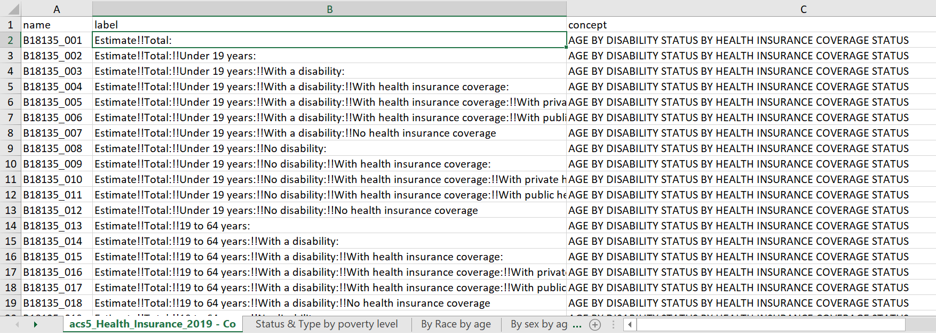 A B C
1 name label concept
2 B18135_001 Estimate!!Total: AGE BY DISABILITY STATUS BY HEALTH INSURANCE COVERAGE STATUS
3 B18135_002 Estimate!!Total:!!Under 19 years: AGE BY DISABILITY STATUS BY HEALTH INSURANCE COVERAGE STATUS
4 B18135_003 Estimate!!Total:!!Under 19 years:!!With a disability: AGE BY DISABILITY STATUS BY HEALTH INSURANCE COVERAGE STATUS
5 B18135_004 Estimate!!Total:!!Under 19 years:!!With a disability:!!With health insurance coverage: AGE BY DISABILITY STATUS BY HEALTH INSURANCE COVERAGE STATUS
6 B18135_005 Estimate!!Total:!!Under 19 years:!!With a disability:!!With health insurance coverage:!!With priva AGE BY DISABILITY STATUS BY HEALTH INSURANCE COVERAGE STATUS
7 B18135_006 Estimate!!Total:!!Under 19 years:!!With a disability:!!With health insurance coverage:!!With publi AGE BY DISABILITY STATUS BY HEALTH INSURANCE COVERAGE STATUS
8 B18135_007 Estimate!!Total:!!Under 19 years:!!With a disability:!!No health insurance coverage AGE BY DISABILITY STATUS BY HEALTH INSURANCE COVERAGE STATUS
9 B18135_008 Estimate!!Total:!!Under 19 years:!!No disability: AGE BY DISABILITY STATUS BY HEALTH INSURANCE COVERAGE STATUS
10 B18135_009 Estimate!!Total:!!Under 19 years:!!No disability:!!With health insurance coverage: AGE BY DISABILITY STATUS BY HEALTH INSURANCE COVERAGE STATUS
11 B18135_010 Estimate!!Total:!!Under 19 years:!!No disability:!!With health insurance coverage:!!With private h AGE BY DISABILITY STATUS BY HEALTH INSURANCE COVERAGE STATUS
12 B18135_011 Estimate!!Total:!!Under 19 years:!!No disability:!!With health insurance coverage:!!With public he AGE BY DISABILITY STATUS BY HEALTH INSURANCE COVERAGE STATUS
13 B18135_012 Estimate!!Total:!!Under 19 years:!!No disability:!!No health insurance coverage AGE BY DISABILITY STATUS BY HEALTH INSURANCE COVERAGE STATUS
14 B18135_013 Estimate!!Total:!!19 to 64 years: AGE BY DISABILITY STATUS BY HEALTH INSURANCE COVERAGE STATUS
15 B18135_014 Estimate!!Total:!!19 to 64 years:!!With a disability: AGE BY DISABILITY STATUS BY HEALTH INSURANCE COVERAGE STATUS
16 B18135_015 Estimate!!Total:!!19 to 64 years:!!With a disability:!!With health insurance coverage: AGE BY DISABILITY STATUS BY HEALTH INSURANCE COVERAGE STATUS
17 B18135_016 Estimate!!Total:!!19 to 64 years:!!With a disability:!!With health insurance coverage:!!With privat AGE BY DISABILITY STATUS BY HEALTH INSURANCE COVERAGE STATUS
18 B18135_017 Estimate!!Total:!!19 to 64 years:!!With a disability:!!With health insurance coverage:!!With public AGE BY DISABILITY STATUS BY HEALTH INSURANCE COVERAGE STATUS
19 B18135_018 Estimate!!Total:!!19 to 64 years:!!With a disability:!!No health insurance coverage AGE BY DISABILITY STATUS BY HEALTH INSURANCE COVERAGE STATUS
acs5_Health_Insurance_2019 - Co Status & Type by poverty level By Race by age By sex by ag ...